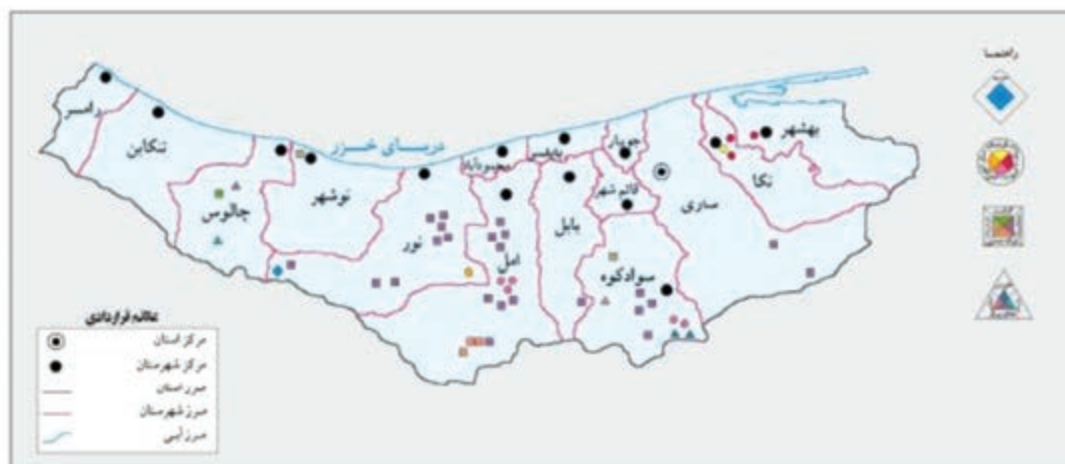 راهنما
رامسر
تنکابن
چالوس
نوشهر
دریای خزر
نور
محمودآباد
آمل
بابلسر
بابل
جویبار
قائم شهر
سوادکوه
ساری
نکا
بهشهر
علائم قراردادی
مرکز استان
مرکز شهرستان
مرز استان
مرز شهرستان
مرز آبی